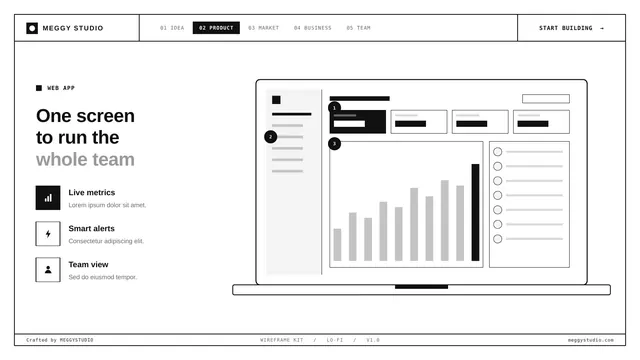 MEGGY STUDIO
01 IDEA
02 PRODUCT
03 MARKET
04 BUSINESS
05 TEAM
START BUILDING →
WEB APP
One screen
to run the
whole team
Live metrics
Lorem ipsum dolor sit amet.
Smart alerts
Consectetur adipiscing elit.
Team view
Sed do eiusmod tempor.
1
2
3
Crafted by MEGGYSTUDIO
WIREFRAME KIT / LO-FI / V1.0
meggystudio.com